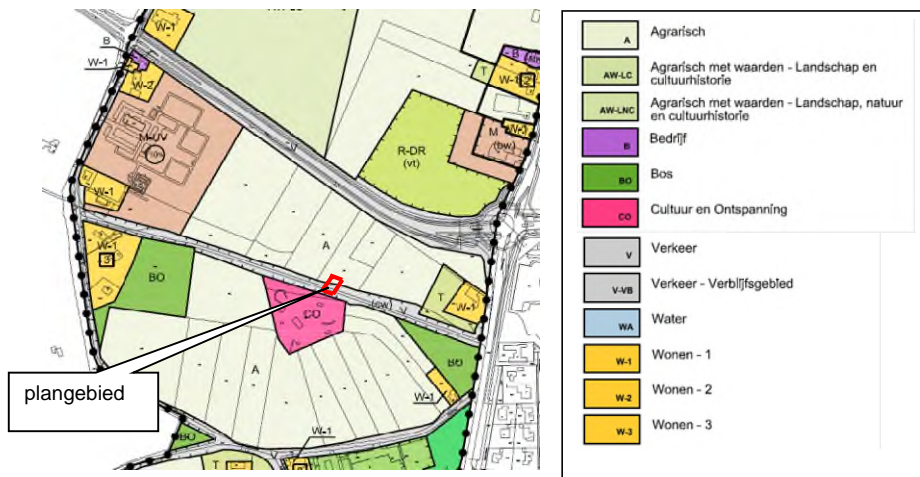 W-1
B
W-1
W-2
M-UV
W-1
T
B
W-1
M
(bw)
W-3
R-DR
(vt)
A
W-1
3
BO
CO
(cw)
T
W-1
A
BO
W-1
BO
W-1
T
plangebied
A Agrarisch
AW-LC Agrarisch met waarden - Landschap en
cultuurhistorie
AW-LNC Agrarisch met waarden - Landschap, natuur
en cultuurhistorie
B Bedrijf
BO Bos
CO Cultuur en Ontspanning
V Verkeer
V-VB Verkeer - Verblijfsgebied
WA Water
W-1 Wonen - 1
W-2 Wonen - 2
W-3 Wonen - 3